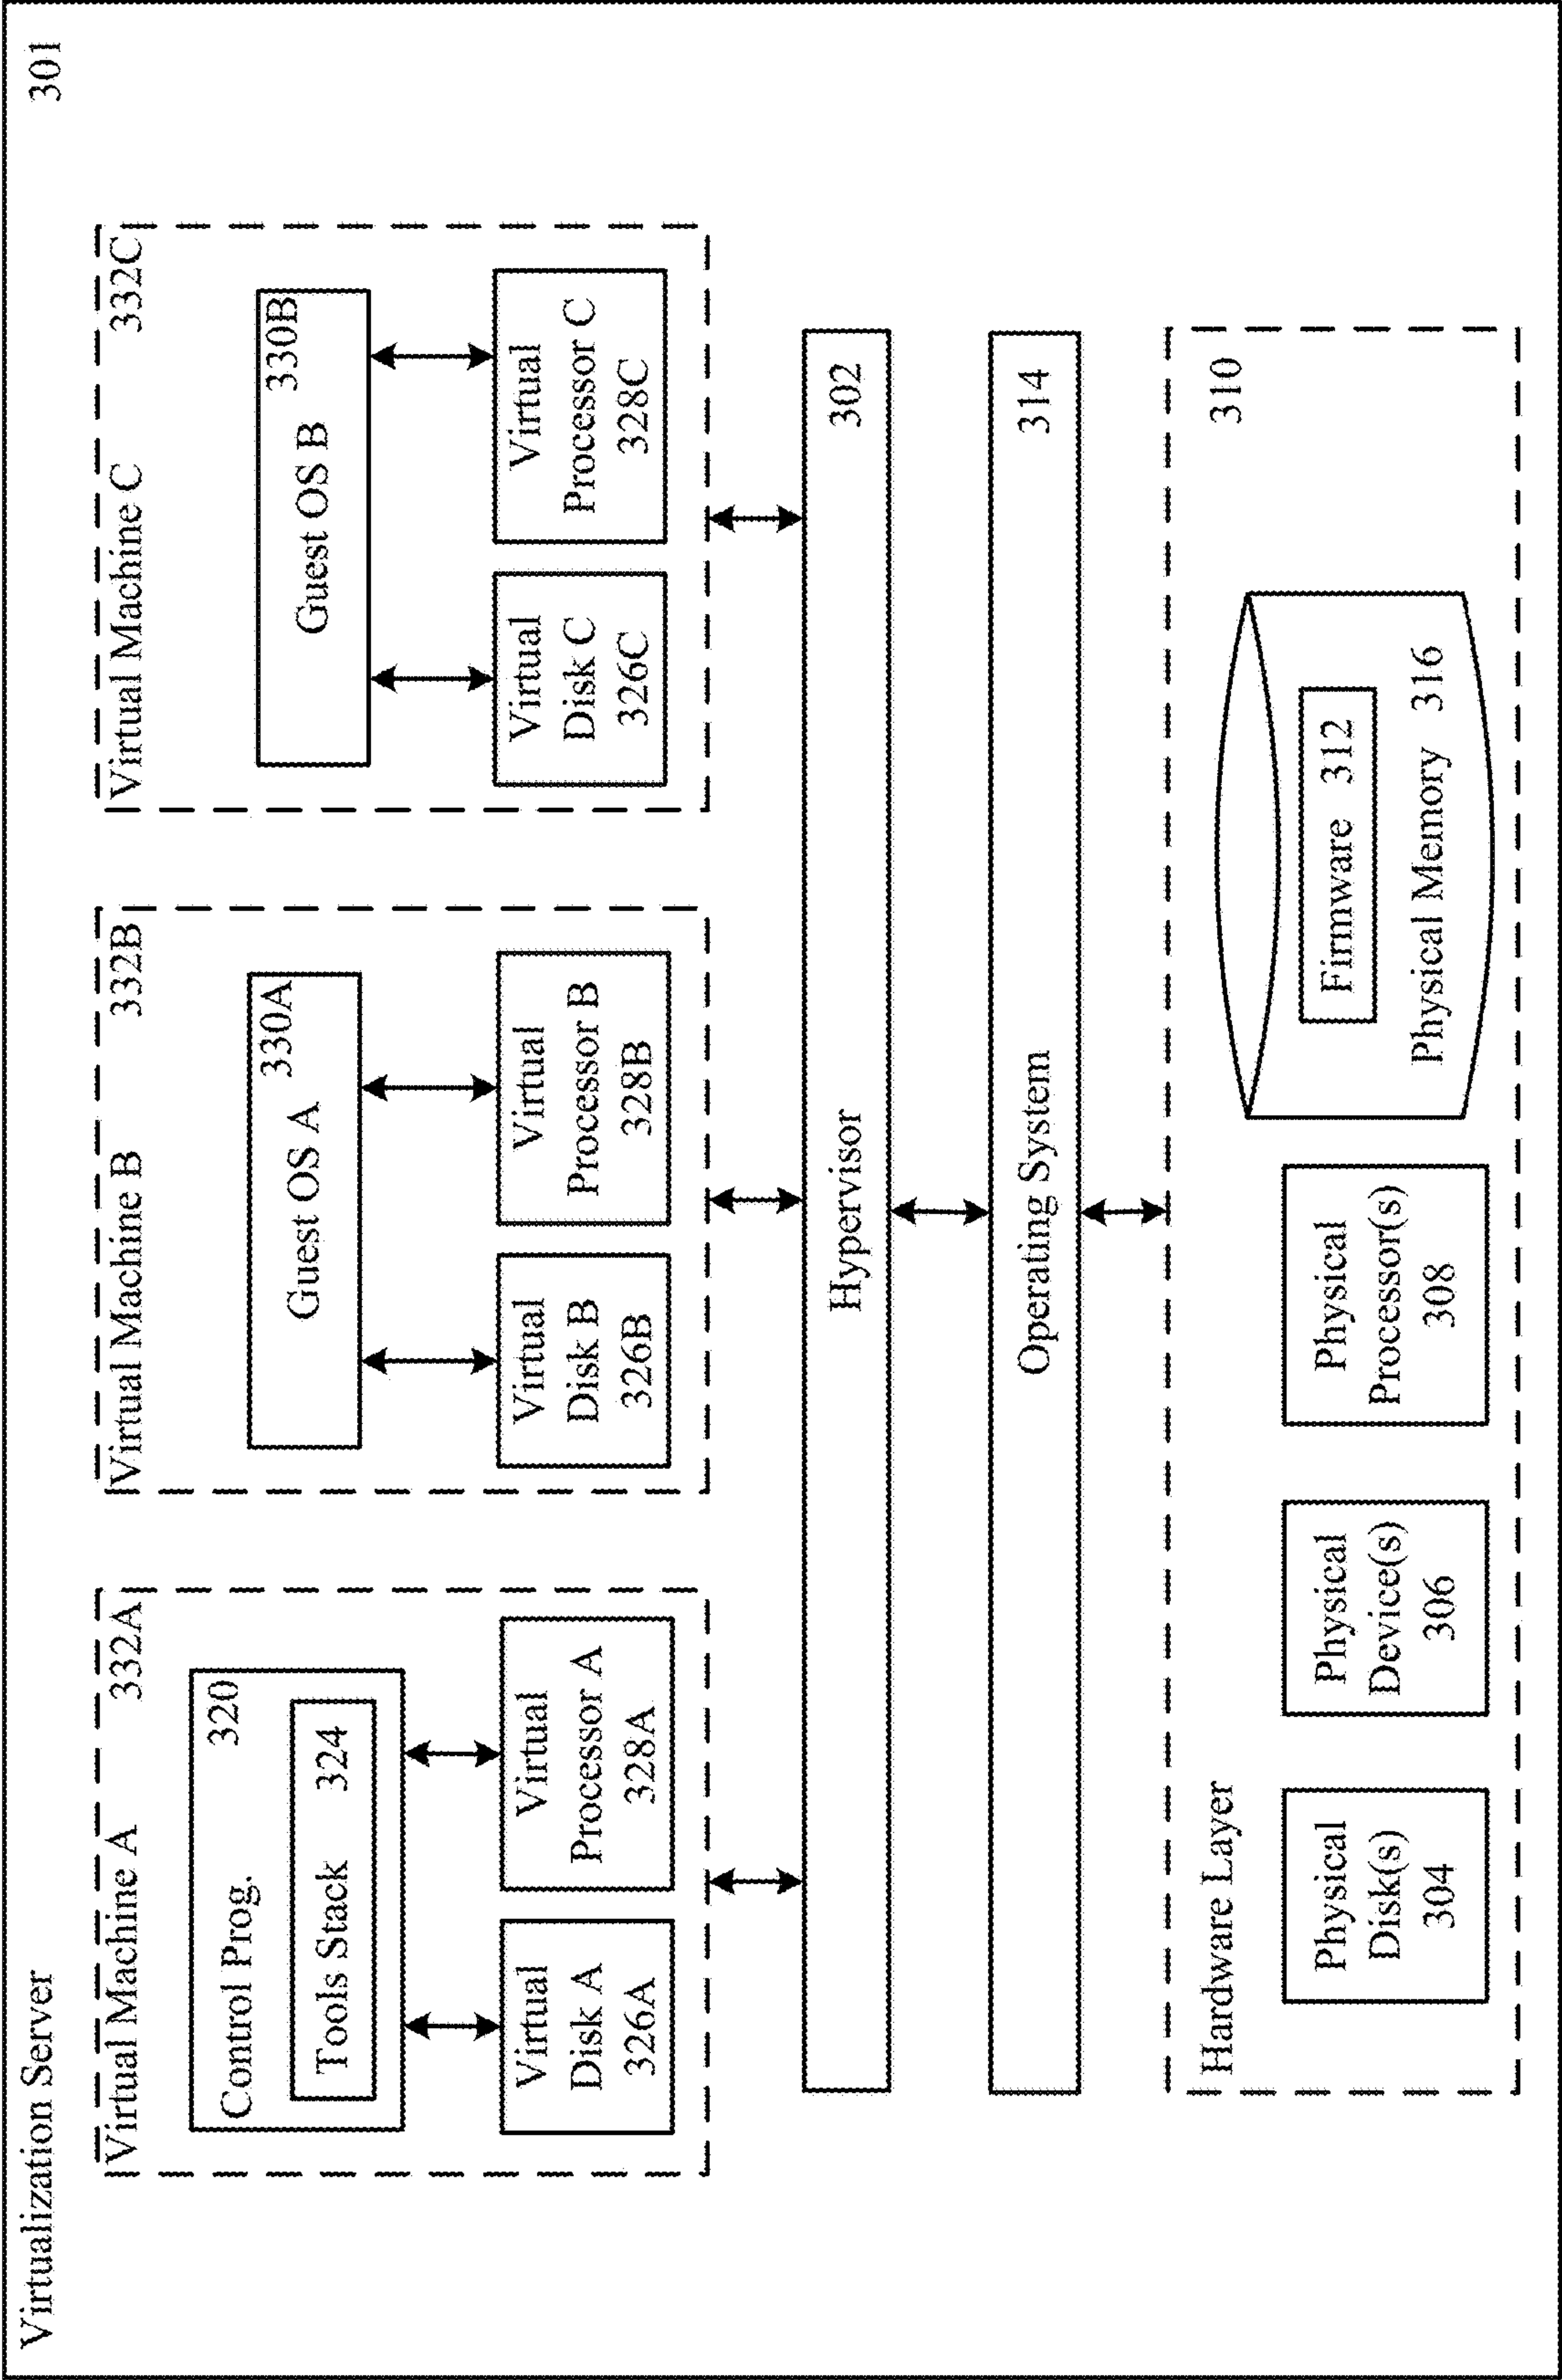 Virtualization Server
301
Virtual Machine A
332A
Control Prog.
320
Tools Stack 324
Virtual
Disk A
326A
Virtual
Processor A
328A
Virtual Machine B
332B
330A
Guest OS A
Virtual
Disk B
326B
Virtual
Processor B
328B
Virtual Machine C
332C
330B
Guest OS B
Virtual
Disk C
326C
Virtual
Processor C
328C
Hypervisor
302
Operating System
314
Hardware Layer
310
Physical
Disk(s)
304
Physical
Device(s)
306
Physical
Processor(s)
308
Firmware 312
Physical Memory 316